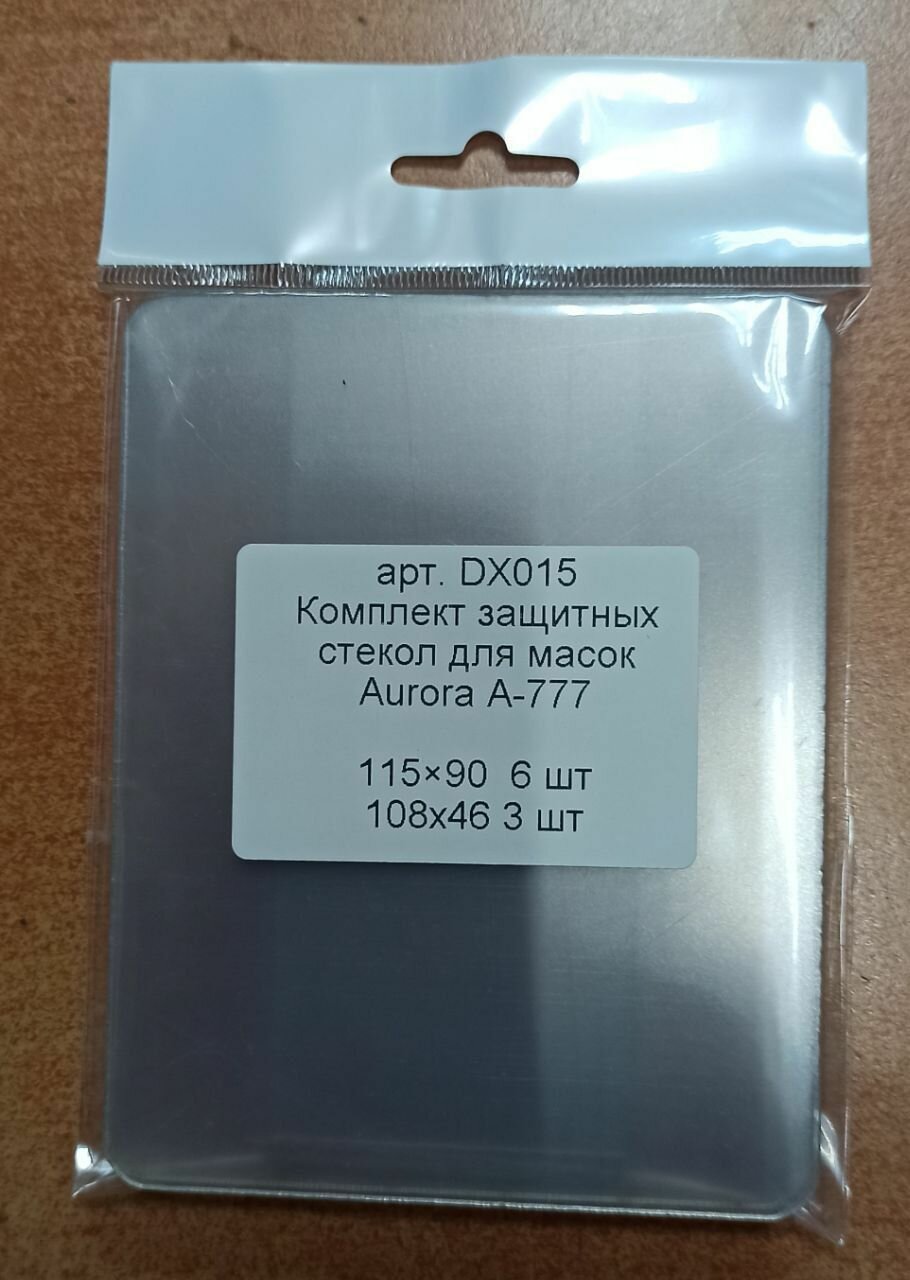 арт. DX015
Комплект защитных
стекол для масок
Aurora A-777
115×90 6 шт
108x46 3 шт